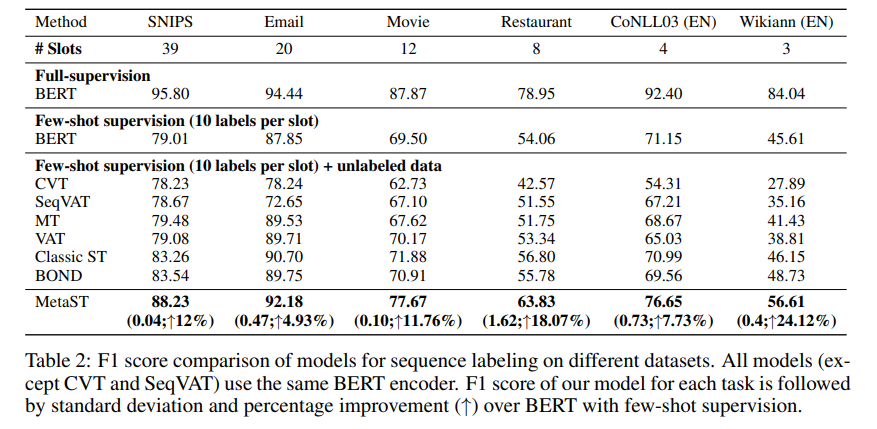 Method SNIPS Email Movie Restaurant CoNLL03 (EN) Wikiann (EN)
# Slots 39 20 12 8 4 3
Full-supervision
BERT 95.80 94.44 87.87 78.95 92.40 84.04
Few-shot supervision (10 labels per slot)
BERT 79.01 87.85 69.50 54.06 71.15 45.61
Few-shot supervision (10 labels per slot) + unlabeled data
CVT 78.23 78.24 62.73 42.57 54.31 27.89
SeqVAT 78.67 72.65 67.10 51.55 67.21 35.16
MT 79.48 89.53 67.62 51.75 68.67 41.43
VAT 79.08 89.71 70.17 53.34 65.03 38.81
Classic ST 83.26 90.70 71.88 56.80 70.99 46.15
BOND 83.54 89.75 70.91 55.78 69.56 48.73
MetaST 88.23 92.18 77.67 63.83 76.65 56.61
(0.04;↑12%) (0.47;↑4.93%) (0.10;↑11.76%) (1.62;↑18.07%) (0.73;↑7.73%) (0.4;↑24.12%)
Table 2: F1 score comparison of models for sequence labeling on different datasets. All models (ex-
cept CVT and SeqVAT) use the same BERT encoder. F1 score of our model for each task is followed
by standard deviation and percentage improvement (↑) over BERT with few-shot supervision.